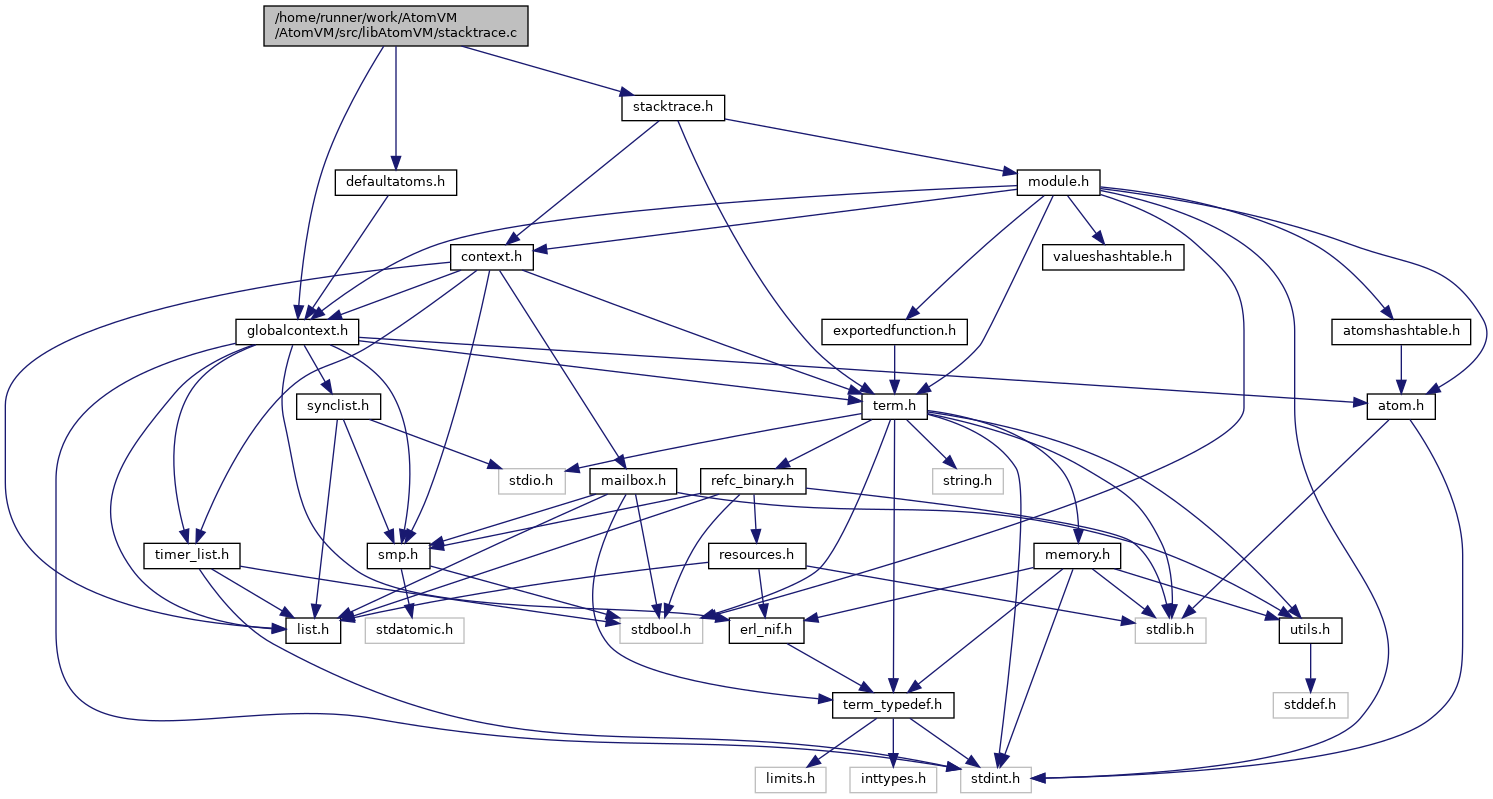 /home/runner/work/AtomVM
/AtomVM/src/libAtomVM/stacktrace.c
stacktrace.h
defaultatoms.h
module.h
context.h
valueshashtable.h
globalcontext.h
exportedfunction.h
atomshashtable.h
synclist.h
term.h
atom.h
stdio.h
mailbox.h
refc_binary.h
string.h
timer_list.h
smp.h
resources.h
memory.h
list.h
stdatomic.h
stdbool.h
erl_nif.h
stdlib.h
utils.h
term_typedef.h
stddef.h
limits.h
inttypes.h
stdint.h